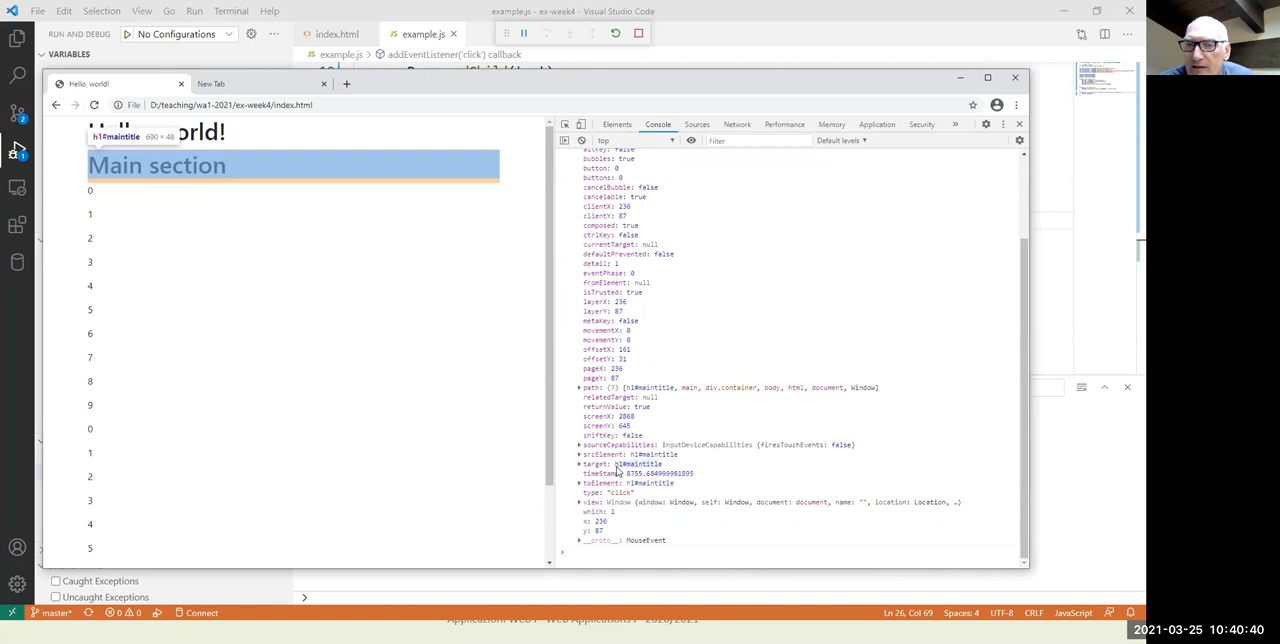 File Edit Selection View Go Run Terminal Help
example.js - ex-week4 - Visual Studio Code
RUN AND DEBUG No Configurations
index.html example.js
VARIABLES
example.js > addEventListener('click') callback
Hello, world! New Tab
File D:/teaching/wa1-2021/ex-week4/index.html
Elements Console Sources Network Performance Memory Application Security
top Filter Default levels
world!
h1#maintitle 690 × 48
Main section
0
1
2
3
4
5
6
7
8
9
0
1
2
3
4
5
altKey: false
bubbles: true
button: 0
buttons: 0
cancelBubble: false
cancelable: true
clientX: 236
clientY: 87
composed: true
ctrlKey: false
currentTarget: null
defaultPrevented: false
detail: 1
eventPhase: 0
fromElement: null
isTrusted: true
layerX: 236
layerY: 87
metaKey: false
movementX: 0
movementY: 0
offsetX: 161
offsetY: 31
pageX: 236
pageY: 87
path: (7) [h1#maintitle, main, div.container, body, html, document, Window]
relatedTarget: null
returnValue: true
screenX: 2868
screenY: 645
shiftKey: false
sourceCapabilities: InputDeviceCapabilities {firesTouchEvents: false}
srcElement: h1#maintitle
target: h1#maintitle
timeStamp: 8755.684999981895
toElement: h1#maintitle
type: "click"
view: Window {window: Window, self: Window, document: document, name: "", location: Location, …}
which: 1
x: 236
y: 87
__proto__: MouseEvent
Caught Exceptions
Uncaught Exceptions
master* 0 0 Connect
Ln 26, Col 69 Spaces: 4 UTF-8 CRLF JavaScript
2021-03-25 10:40:40